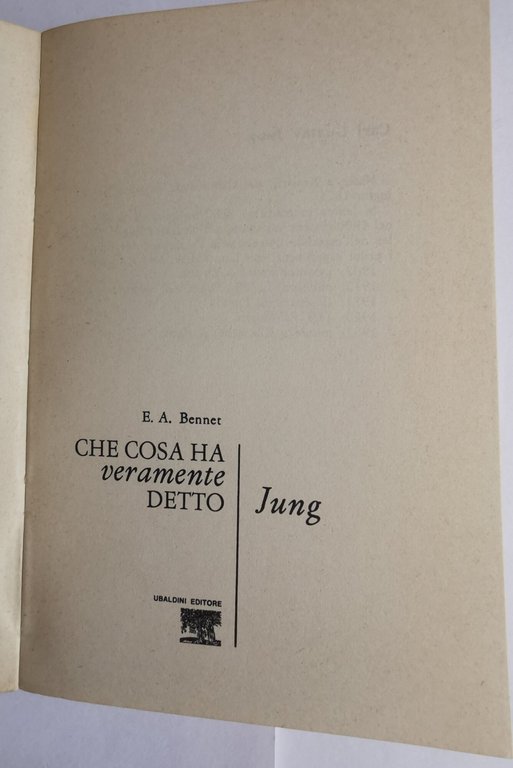 E. A. Bennet
CHE COSA HA
veramente
DETTO
Jung
UBALDINI EDITORE